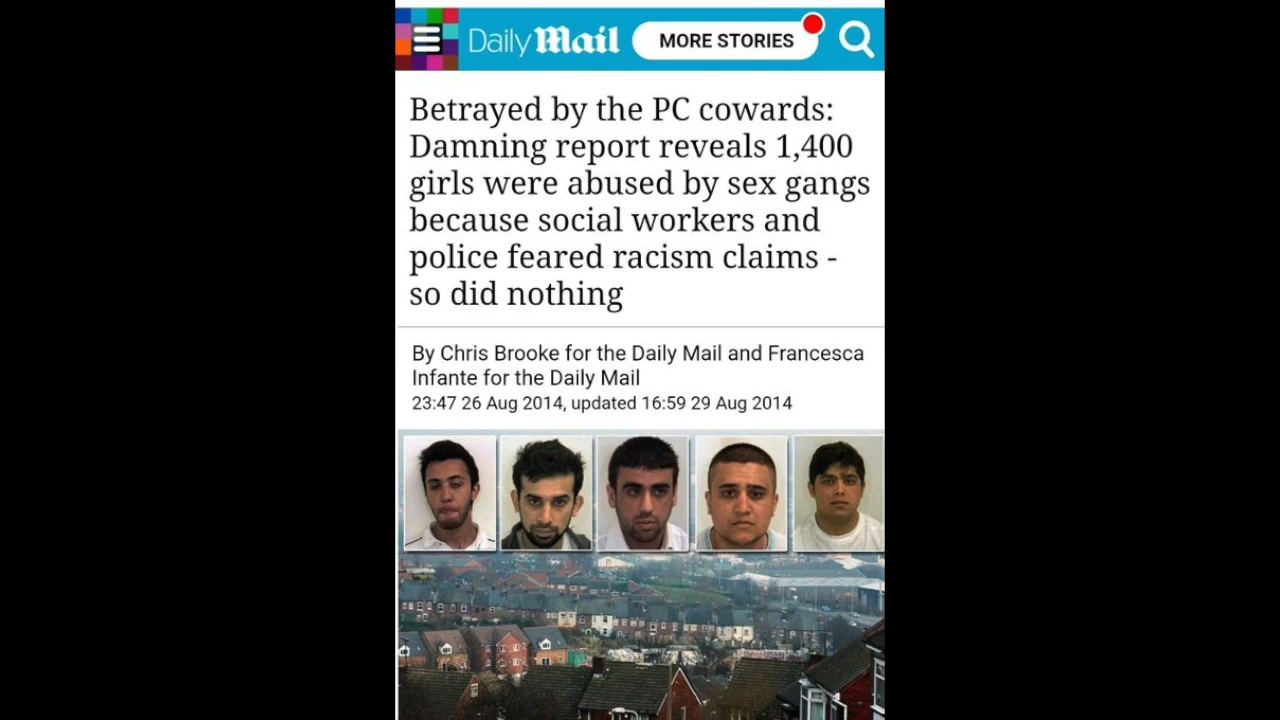 Daily Mail
MORE STORIES
Betrayed by the PC cowards:
Damning report reveals 1,400
girls were abused by sex gangs
because social workers and
police feared racism claims -
so did nothing
By Chris Brooke for the Daily Mail and Francesca
Infante for the Daily Mail
23:47 26 Aug 2014, updated 16:59 29 Aug 2014